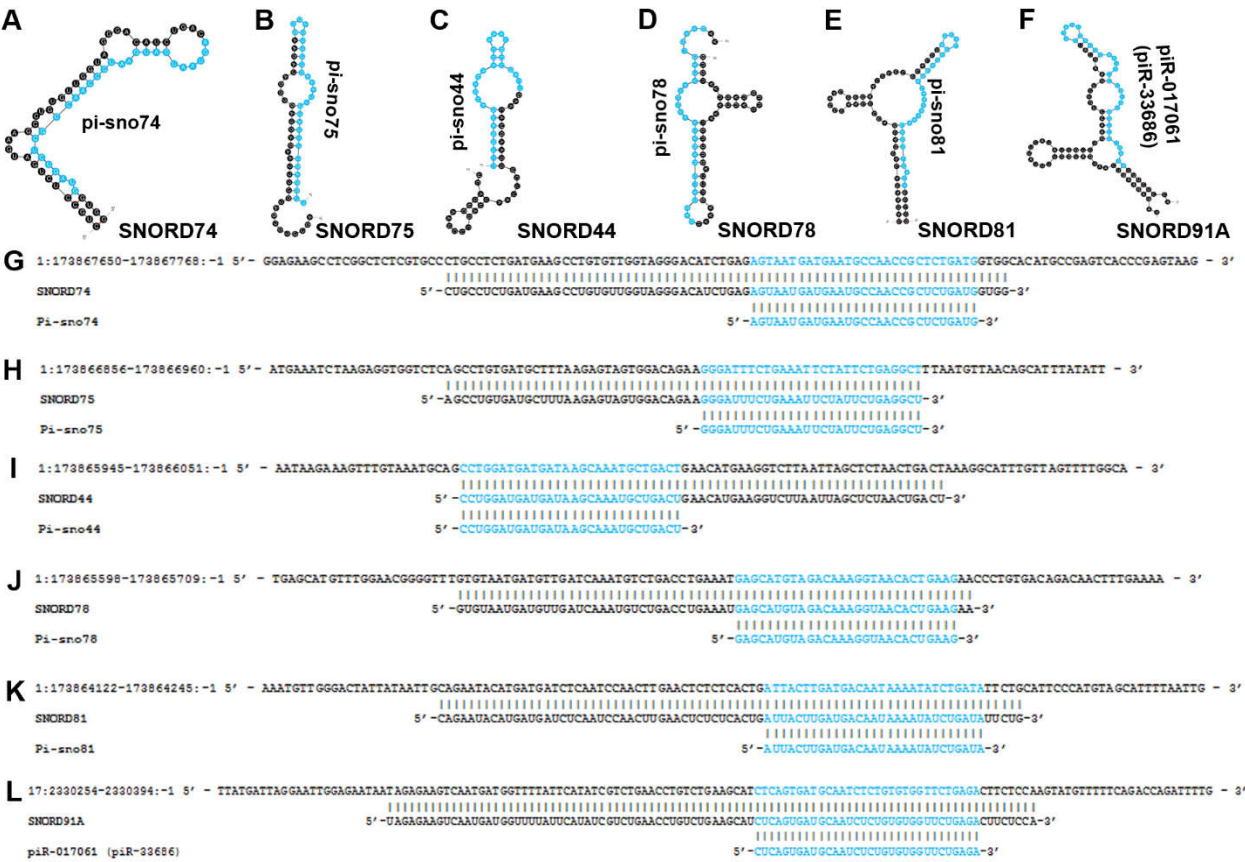 A
B
C
D
E
F
pi-sno74
pi-sno75
pi-sno44
pi-sno78
pi-sno81
piR-017061
(piR-33686)
SNORD74
SNORD75
SNORD44
SNORD78
SNORD81
SNORD91A
G
1:173867650-173867768:-1 5’- GGAGAAGCCTCGGCTCTCGTGCCCTGCCTCTGATGAAGCCTGTGTTGGTAGGGACATCTGAGAGTAATGATGAATGCCAACCGCTCTGATGGTGGCACATGCCGAGTCACCCGAGTAAG - 3’
SNORD74 5’-CUGCCUCUGAUGAAGCCUGUGUUGGUAGGGACAUCUGAGAGUAAUGAUGAAUGCCAACCGCUCUGAUGGUGG-3’
Pi-sno74 5’-AGUAAUGAUGAAUGCCAACCGCUCUGAUG-3’
H
1:173866856-173866960:-1 5’- ATGAAATCTAAGAGGTGGTCTCAGCCTGTGATGCTTTAAGAGTAGTGGACAGAAGGGATTTCTGAAATTCTATTCTGAGGCTTTAATGTTAACAGCATTTATATT - 3’
SNORD75 5’-AGCCUGUGAUGCUUUAAGAGUAGUGGACAGAAGGGAUUUCUGAAAUUCUAUUCUGAGGCU-3’
Pi-sno75 5’-GGGAUUUCUGAAAUUCUAUUCUGAGGCU-3’
I
1:173865945-173866051:-1 5’ - AATAAGAAAGTTTGTAAATGCAGCCTGGATGATGATAAGCAAATGCTGACTGAACATGAAGGTCTTAATTAGCTCTAACTGACTAAAGGCATTTGTTAGTTTTGGCA - 3’
SNORD44 5’-CCUGGAUGAUGAUAAGCAAAUGCUGACUGAACAUGAAGGUCUUAAUUAGCUCUAACUGACU-3’
Pi-sno44 5’-CCUGGAUGAUGAUAAGCAAAUGCUGACU-3’
J
1:173865598-173865709:-1 5’ - TGAGCATGTTTGGAACGGGGTTTGTGTAATGATGTTGATCAAATGTCTGACCTGAAATGAGCATGTAGACAAAGGTAACACTGAAGAACCCTGTGACAGACAACTTTGAAAA - 3’
SNORD78 5’-GUGUAAUGAUGUUGAUCAAAUGUCUGACCUGAAAUGAGCAUGUAGACAAAGGUAACACUGAAGAA-3’
Pi-sno78 5’-GAGCAUGUAGACAAAGGUAACACUGAAG-3’
K
1:173864122-173864245:-1 5’ - AAATGTTGGGACTATTATAATTGCAGAATACATGATGATCTCAATCCAACTTGAACTCTCTCACTGATTACTTGATGACAATAAAATATCTGATATTCTGCATTCCCATGTAGCATTTTAATTG - 3’
SNORD81 5’-CAGAAUACAUGAUGAUCUCAAUCCAACUUGAACUCUCUCACUGAUUACUUGAUGACAAUAAAAUAUCUGAUAUUCUG-3’
Pi-sno81 5’-AUUACUUGAUGACAAUAAAAUAUCUGAUA-3’
L
17:2330254-2330394:-1 5’ - TTATGATTAGGAATTGGAGAATAATAGAGAAGTCAATGATGGTTTTATTCATATCGTCTGAACCTGTCTGAAGCATCTCAGTGATGCAATCTCTGTGTGGTTCTGAGACTTCTCCAAGTATGTTTTTCAGACCAGATTTTG - 3’
SNORD91A 5’-UAGAGAAGUCAAUGAUGGUUUUAUUCAUAUCGUCUGAACCUGUCUGAAGCAUCUCAGUGAUGCAAUCUCUGUGUGGUUCUGAGACUUCUCCA-3’
piR-017061 (piR-33686) 5’-CUCAGUGAUGCAAUCUCUGUGUGGUUCUGAGA-3’